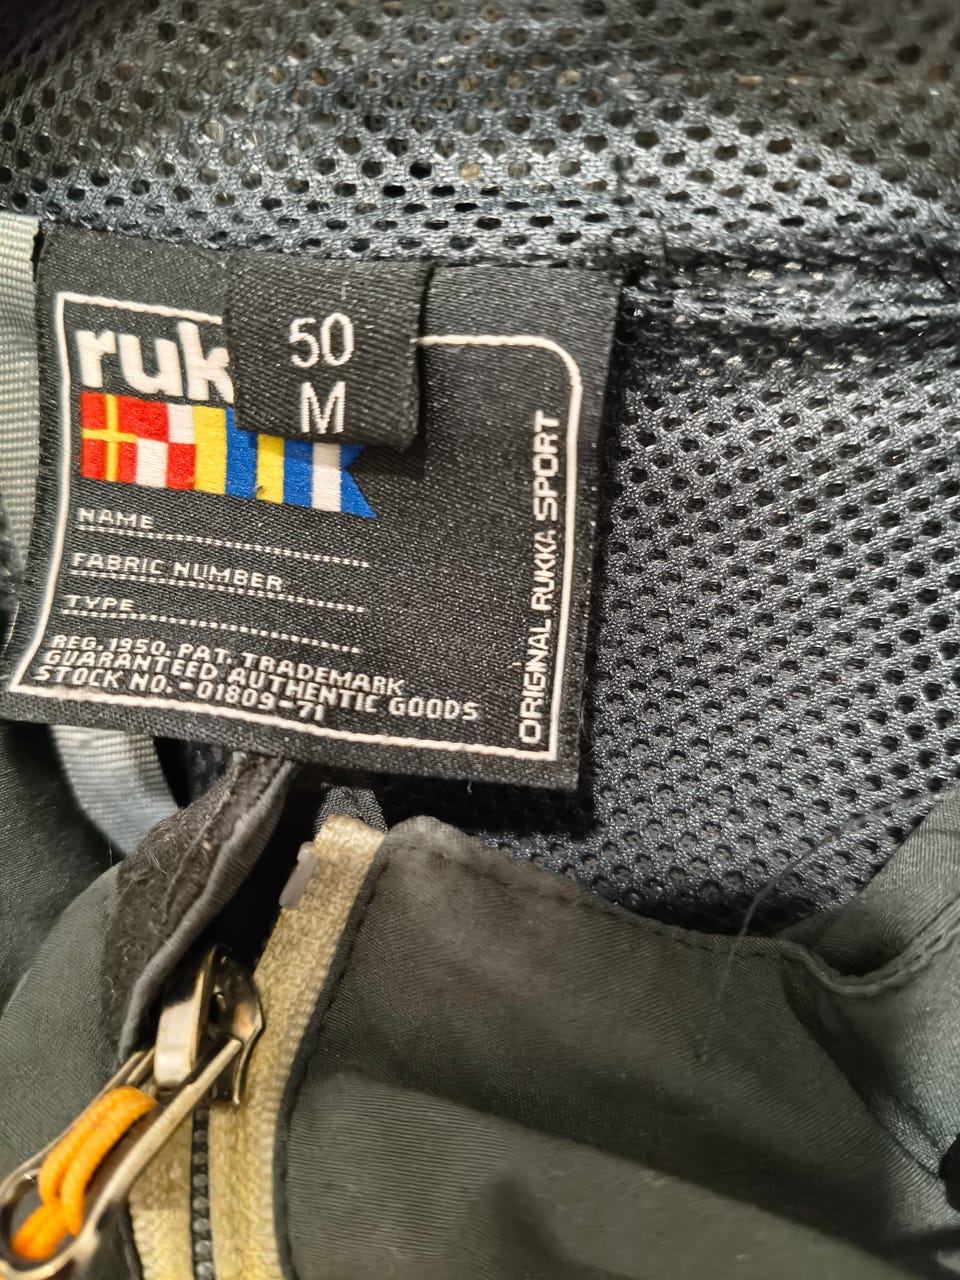 ruk
50
M
NAME
FABRIC NUMBER
TYPE
REG. 1950. PAT. TRADEMARK
GUARANTEED AUTHENTIC GOODS
STOCK NO. -01809-71
ORIGINAL RUKKA SPORT